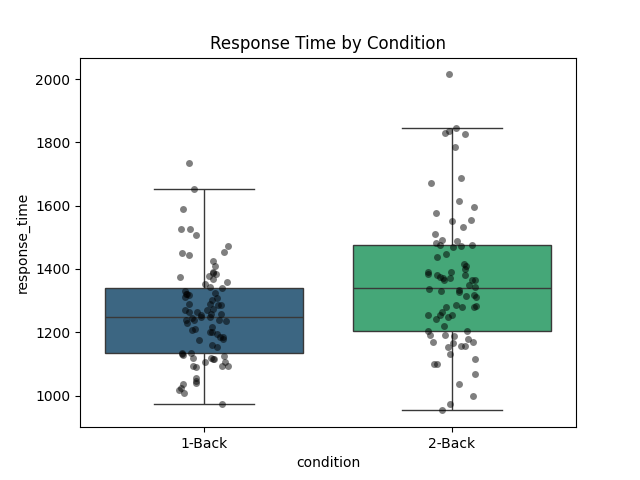 Response Time by Condition
2000
1800
1600
1400
1200
1000
response_time
1-Back
2-Back
condition